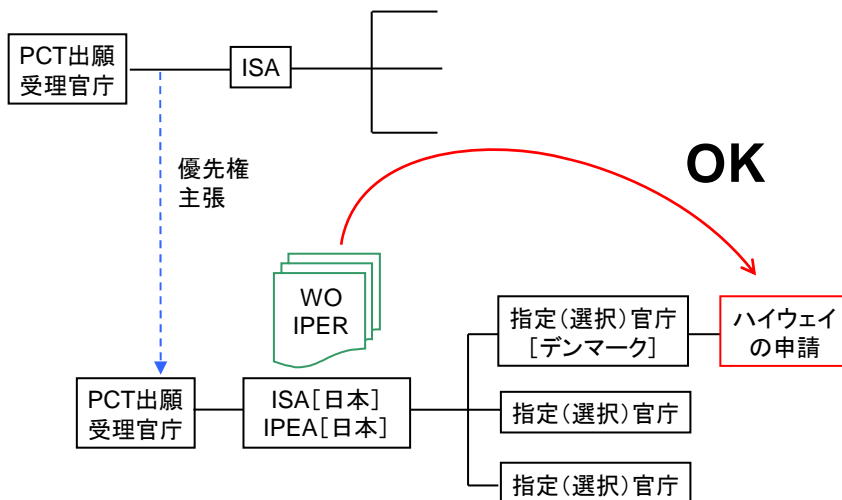 PCT出願
受理官庁
ISA
優先権
主張
OK
WO
IPER
指定(選択)官庁
[デンマーク]
ハイウェイ
の申請
PCT出願
受理官庁
ISA[日本]
IPEA[日本]
指定(選択)官庁
指定(選択)官庁